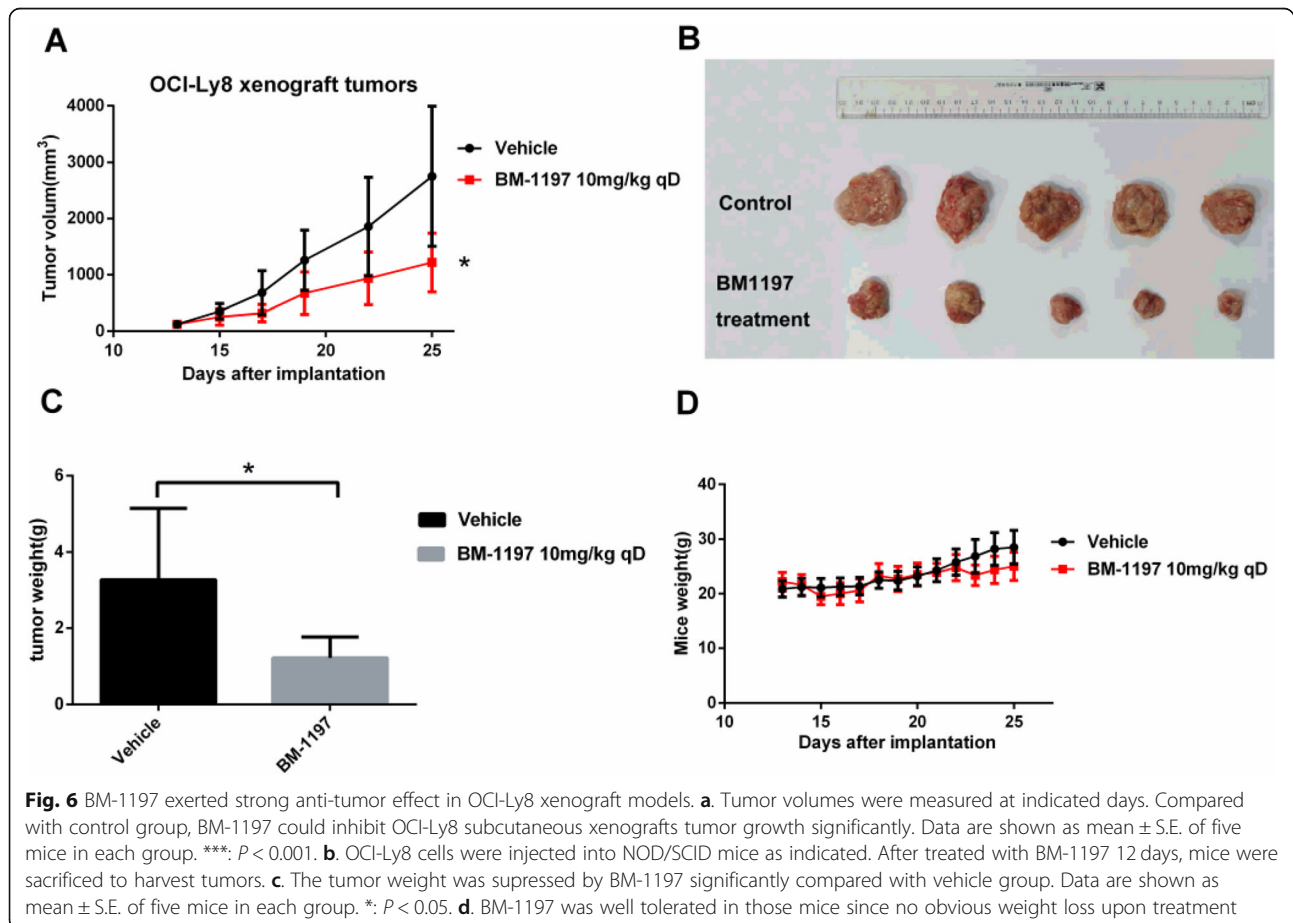 A
OCI-Ly8 xenograft tumors
Tumor volume(mm³)
4000
3000
2000
1000
0
10
15
20
25
Days after implantation
Vehicle
BM-1197 10mg/kg qD
*
B
Control
BM1197
treatment
C
tumor weight(g)
6
4
2
0
*
Vehicle
BM-1197
Vehicle
BM-1197 10mg/kg qD
D
Mice weight(g)
40
30
20
10
0
10
15
20
25
Days after implantation
Vehicle
BM-1197 10mg/kg qD
Fig. 6 BM-1197 exerted strong anti-tumor effect in OCI-Ly8 xenograft models. a. Tumor volumes were measured at indicated days. Compared
with control group, BM-1197 could inhibit OCI-Ly8 subcutaneous xenografts tumor growth significantly. Data are shown as mean ± S.E. of five
mice in each group. ***: P < 0.001. b. OCI-Ly8 cells were injected into NOD/SCID mice as indicated. After treated with BM-1197 12 days, mice were
sacrificed to harvest tumors. c. The tumor weight was supressed by BM-1197 significantly compared with vehicle group. Data are shown as
mean ± S.E. of five mice in each group. *: P < 0.05. d. BM-1197 was well tolerated in those mice since no obvious weight loss upon treatment